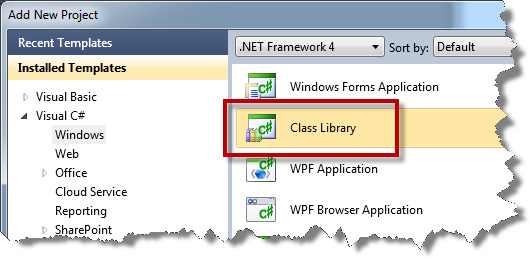 Add New Project
Recent Templates
Installed Templates
Visual Basic
Visual C#
Windows
Web
Office
Cloud Service
Reporting
SharePoint
.NET Framework 4
Sort by: Default
C# Windows Forms Application
C# Class Library
C# WPF Application
C# WPF Browser Application